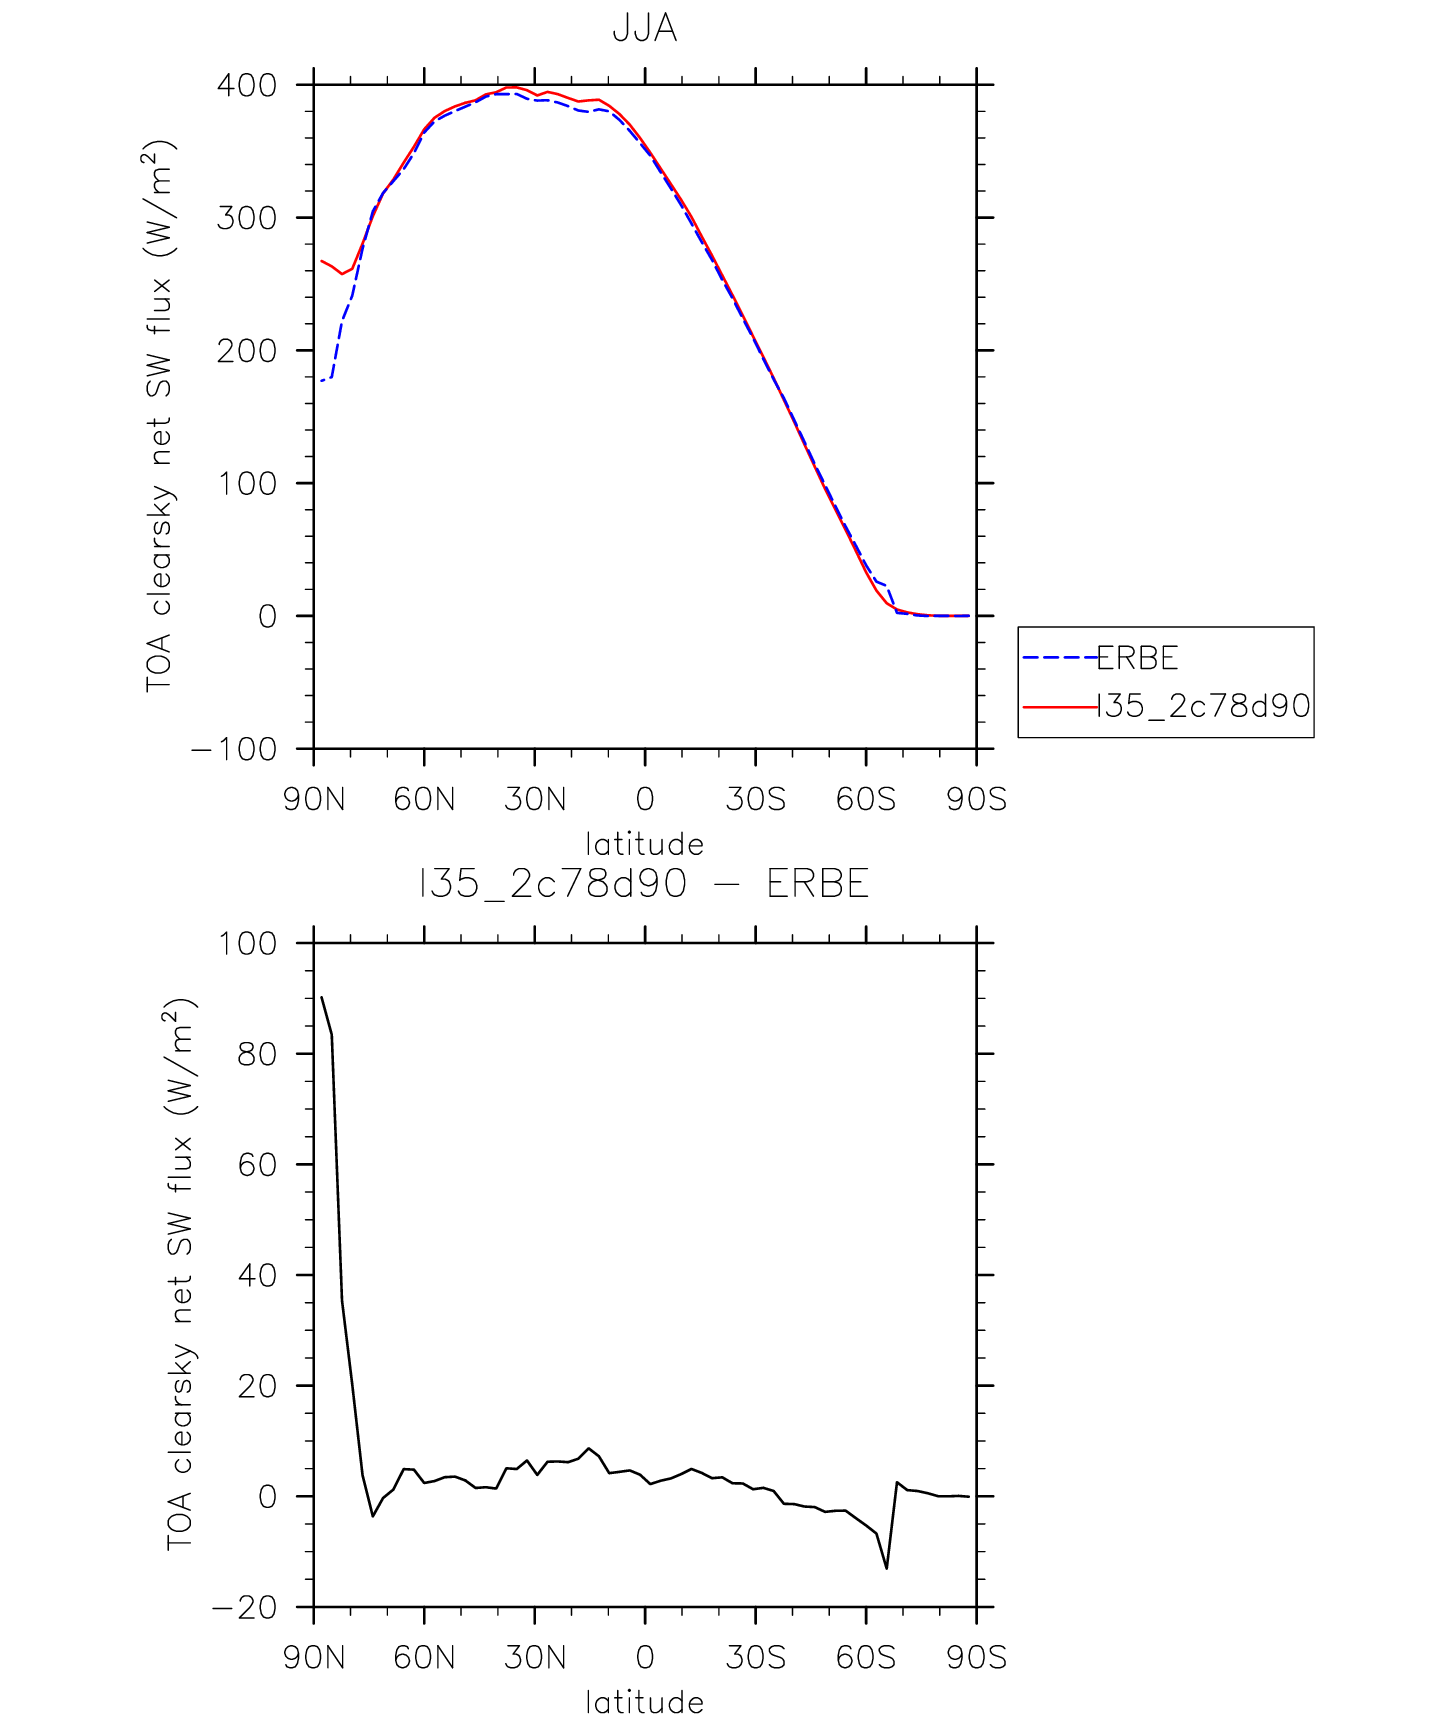 JJA
TOA clearsky net SW flux (W/m²)
400
300
200
100
0
−100
90N 60N 30N 0 30S 60S 90S
latitude
ERBE
I35_2c78d90
I35_2c78d90 − ERBE
TOA clearsky net SW flux (W/m²)
100
80
60
40
20
0
−20
90N 60N 30N 0 30S 60S 90S
latitude